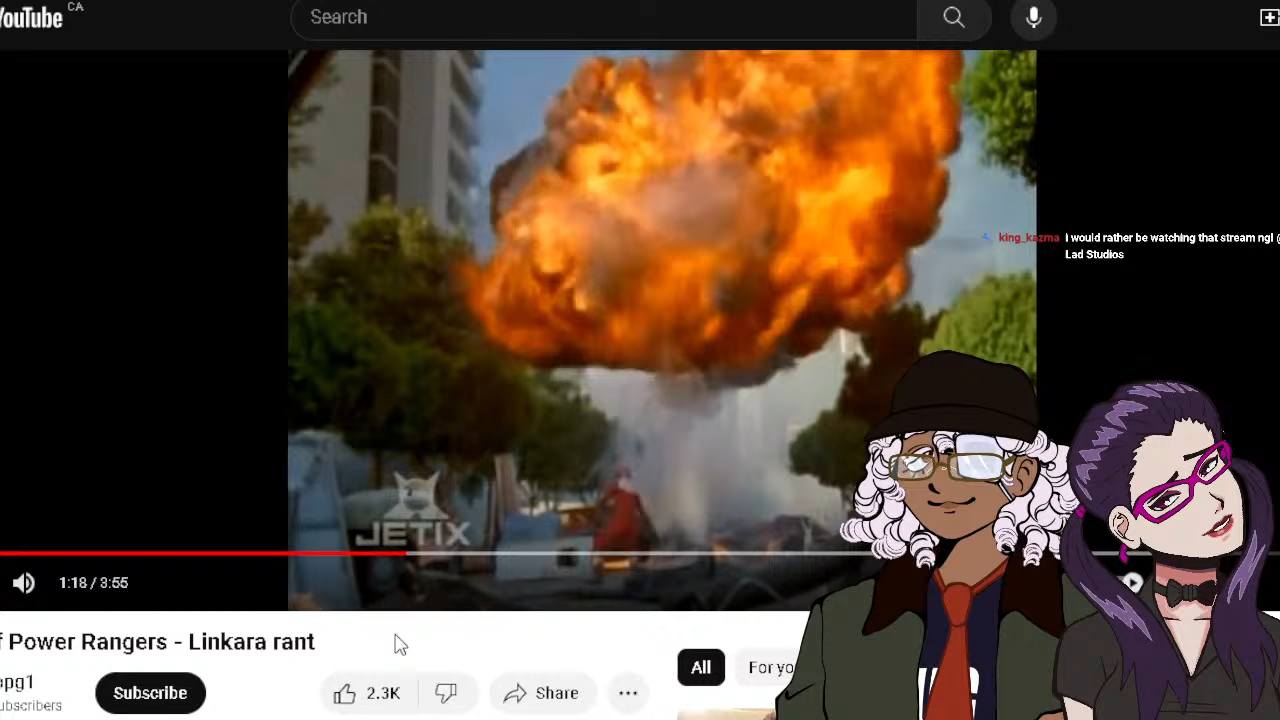 YouTube
CA
Search
king_kazma I would rather be watching that stream ngl @
Lad Studios
JETIX
1:18 / 3:55
f Power Rangers - Linkara rant
pg1
ubscribers
Subscribe
2.3K
Share
All
For yo